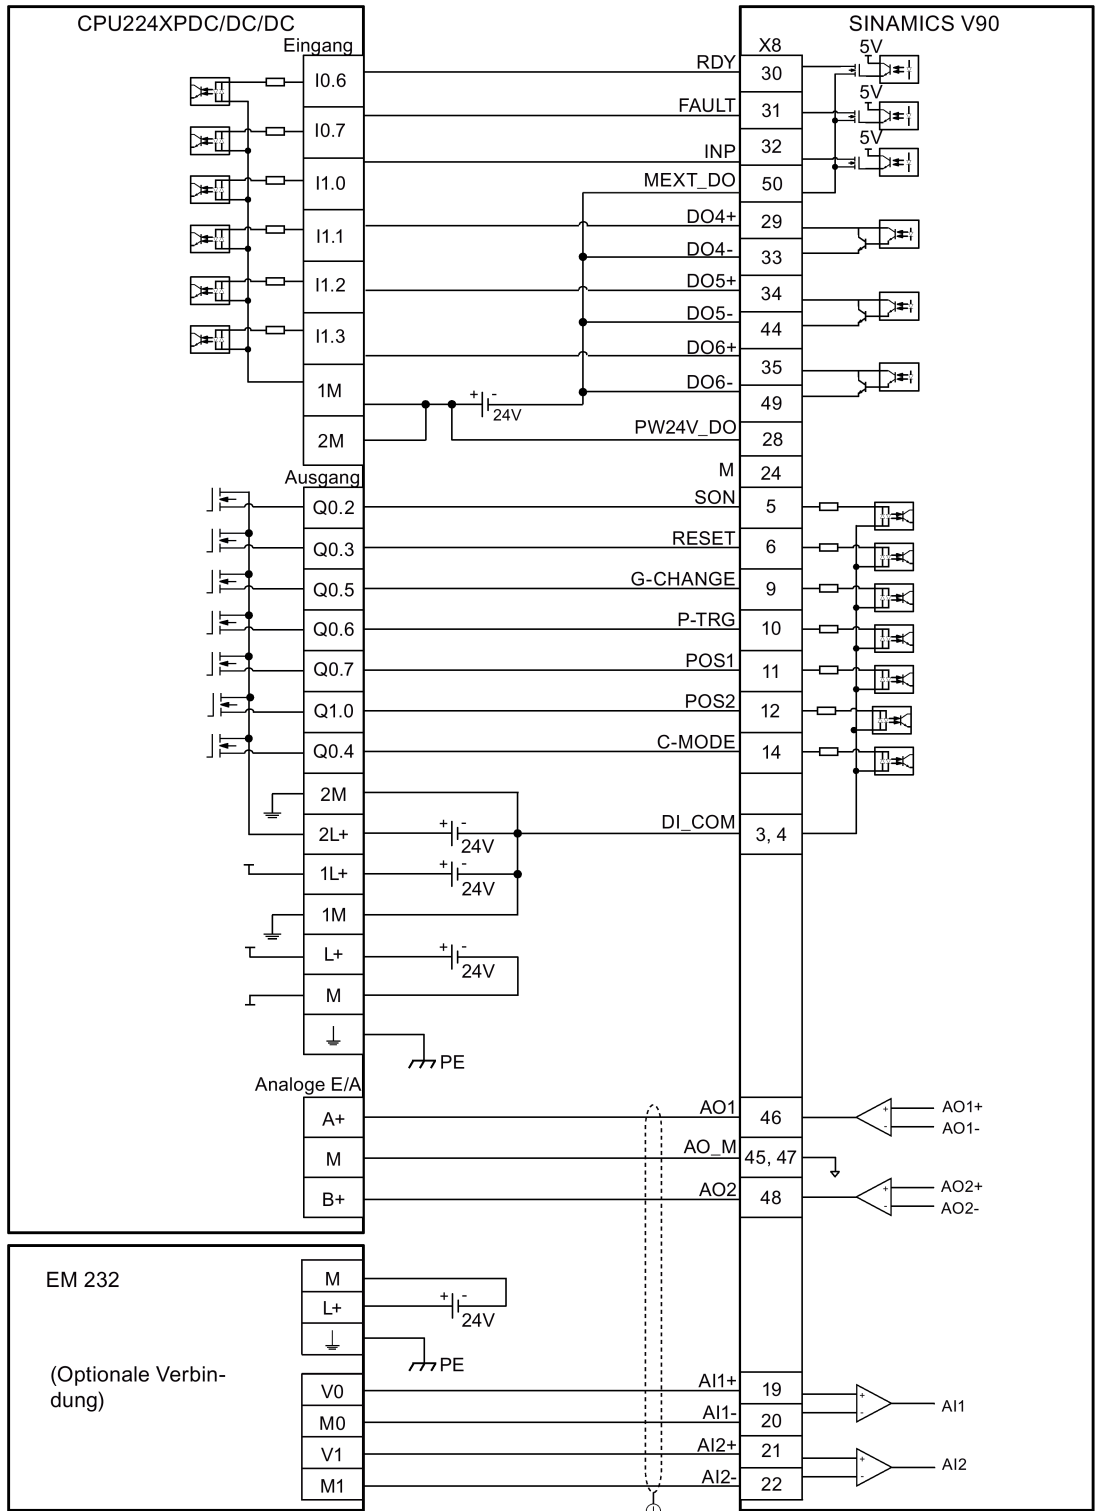 CPU224XPDC/DC/DC
SINAMICS V90
Eingang
X8
I0.6
RDY
30
5V
I0.7
FAULT
31
5V
INP
32
5V
I1.0
MEXT_DO
50
I1.1
DO4+
29
DO4-
33
I1.2
DO5+
34
DO5-
44
I1.3
DO6+
35
1M
+
-
24V
DO6-
49
2M
PW24V_DO
28
M
24
Ausgang
Q0.2
SON
5
Q0.3
RESET
6
Q0.5
G-CHANGE
9
Q0.6
P-TRG
10
Q0.7
POS1
11
Q1.0
POS2
12
Q0.4
C-MODE
14
2M
2L+
+
-
24V
DI_COM
3, 4
1L+
+
-
24V
1M
L+
+
-
24V
M
PE
Analoge E/A
A+
AO1
46
+
-
AO1+
AO1-
M
AO_M
45, 47
B+
AO2
48
+
-
AO2+
AO2-
EM 232
M
L+
+
-
24V
PE
(Optionale Verbin-
dung)
V0
AI1+
19
+
-
AI1
M0
AI1-
20
V1
AI2+
21
+
-
AI2
M1
AI2-
22